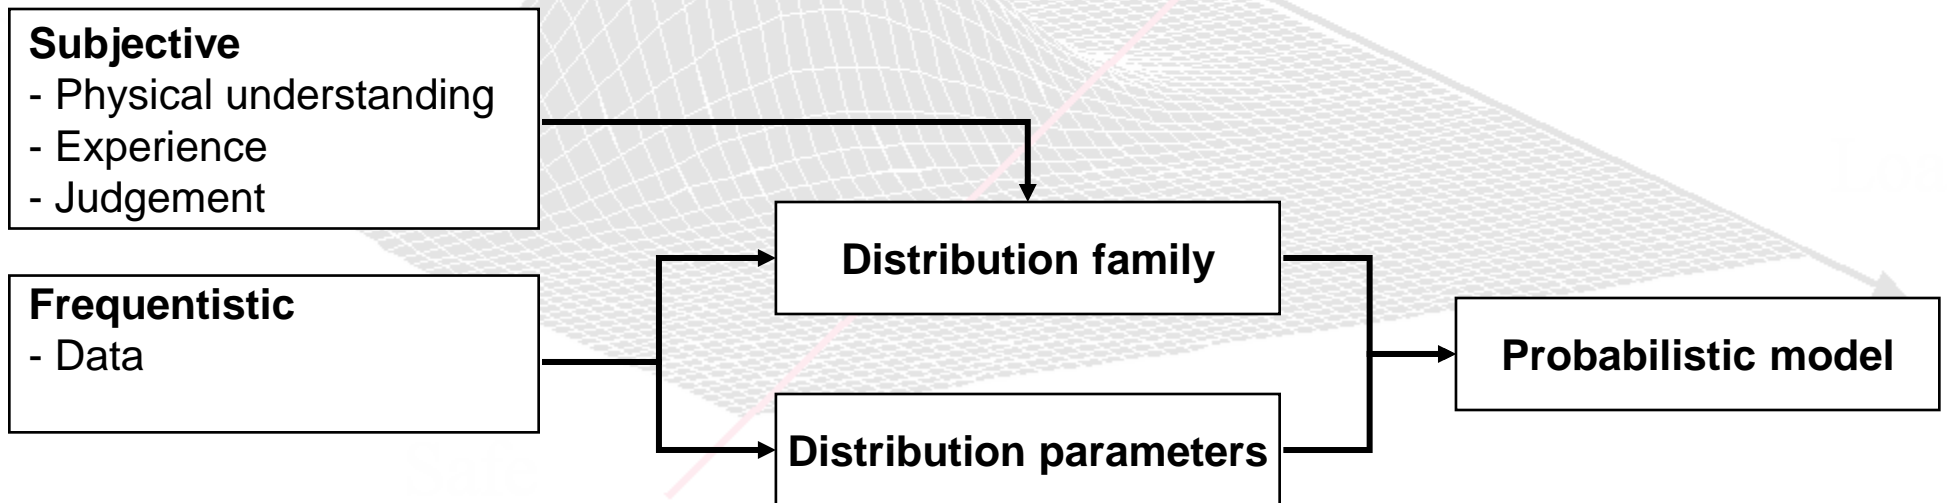 Subjective
- Physical understanding
- Experience
- Judgement
Distribution family
Frequentistic
- Data
Probabilistic model
Distribution parameters